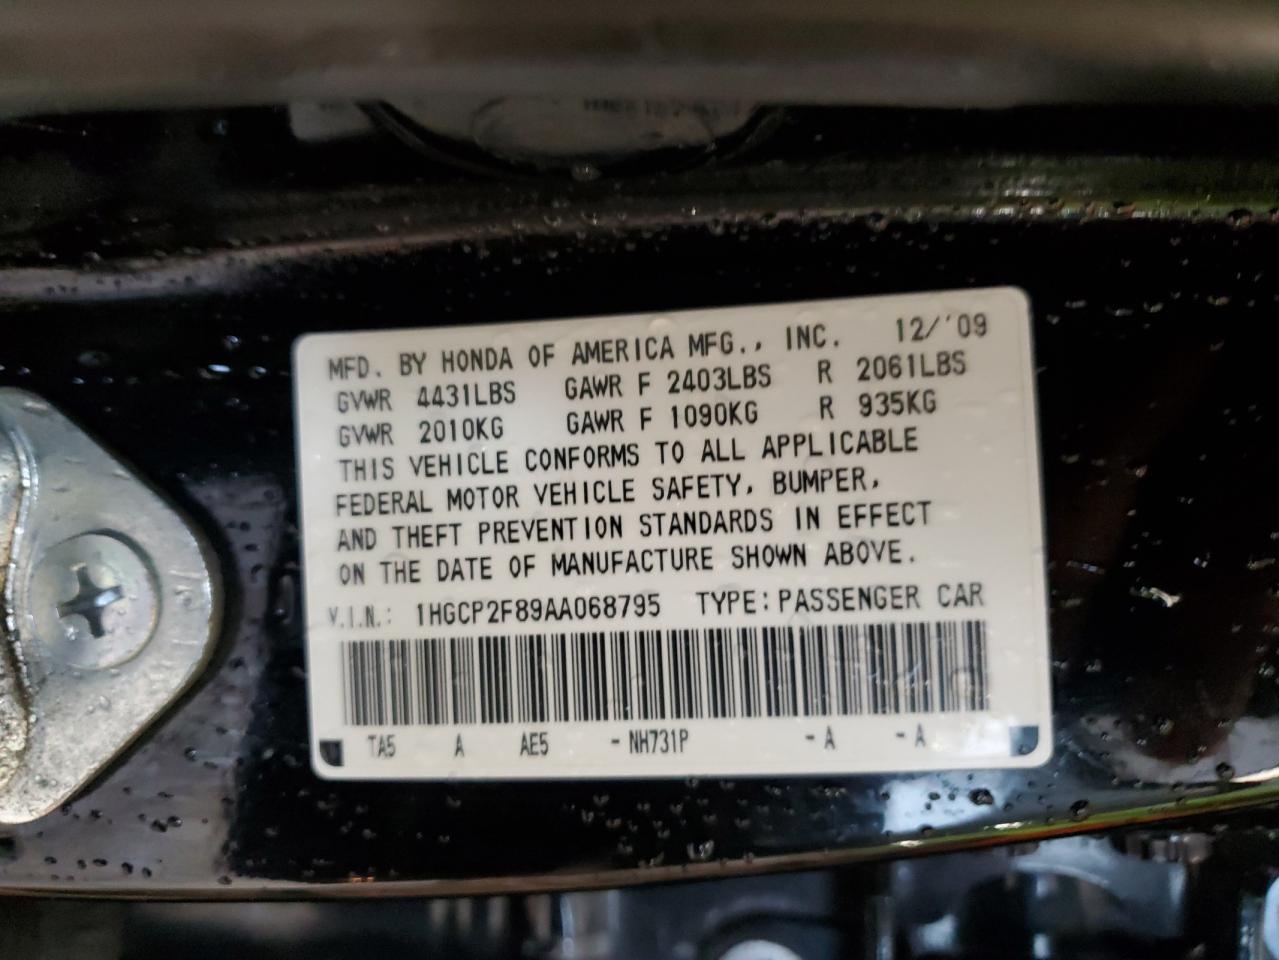 MFD. BY HONDA OF AMERICA MFG., INC. 12/'09
GVWR 4431LBS GAWR F 2403LBS R 2061LBS
GVWR 2010KG GAWR F 1090KG R 935KG
THIS VEHICLE CONFORMS TO ALL APPLICABLE
FEDERAL MOTOR VEHICLE SAFETY, BUMPER,
AND THEFT PREVENTION STANDARDS IN EFFECT
ON THE DATE OF MANUFACTURE SHOWN ABOVE.
V.I.N.: 1HGCP2F89AA068795 TYPE: PASSENGER CAR
TA5 A AE5 -NH731P -A -A